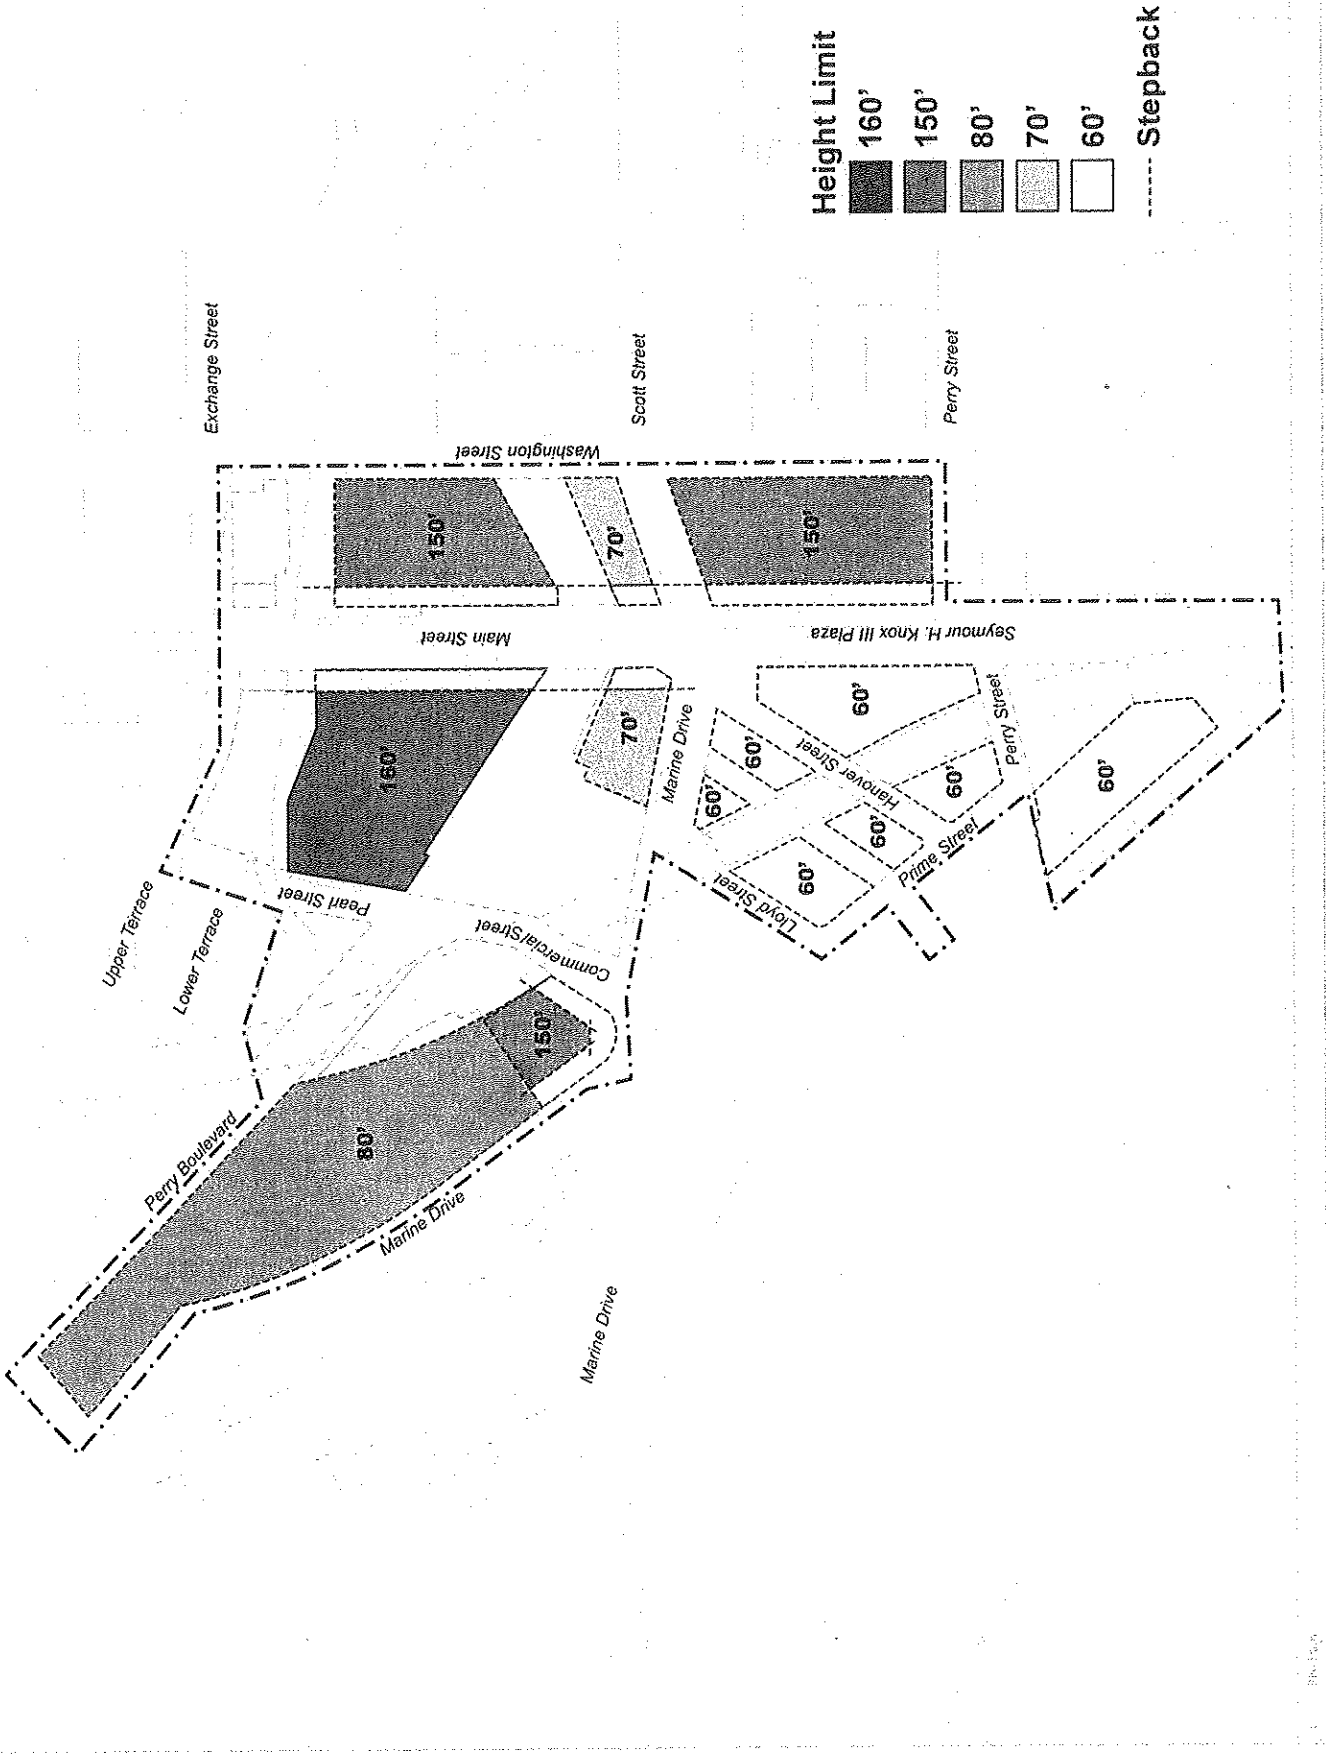 Height Limit
160'
150'
80'
70'
60'
Stepback
Exchange Street
Scott Street
Perry Street
Washington Street
150'
70'
150'
Main Street
Seymour H. Knox III Plaza
160'
70'
Marine Drive
60'
60'
Hanover Street
60'
60'
Perry Street
60'
60'
Prime Street
60'
Lloyd Street
Pearl Street
Commercial Street
Upper Terrace
Lower Terrace
150'
80'
Perry Boulevard
Marine Drive
Marine Drive